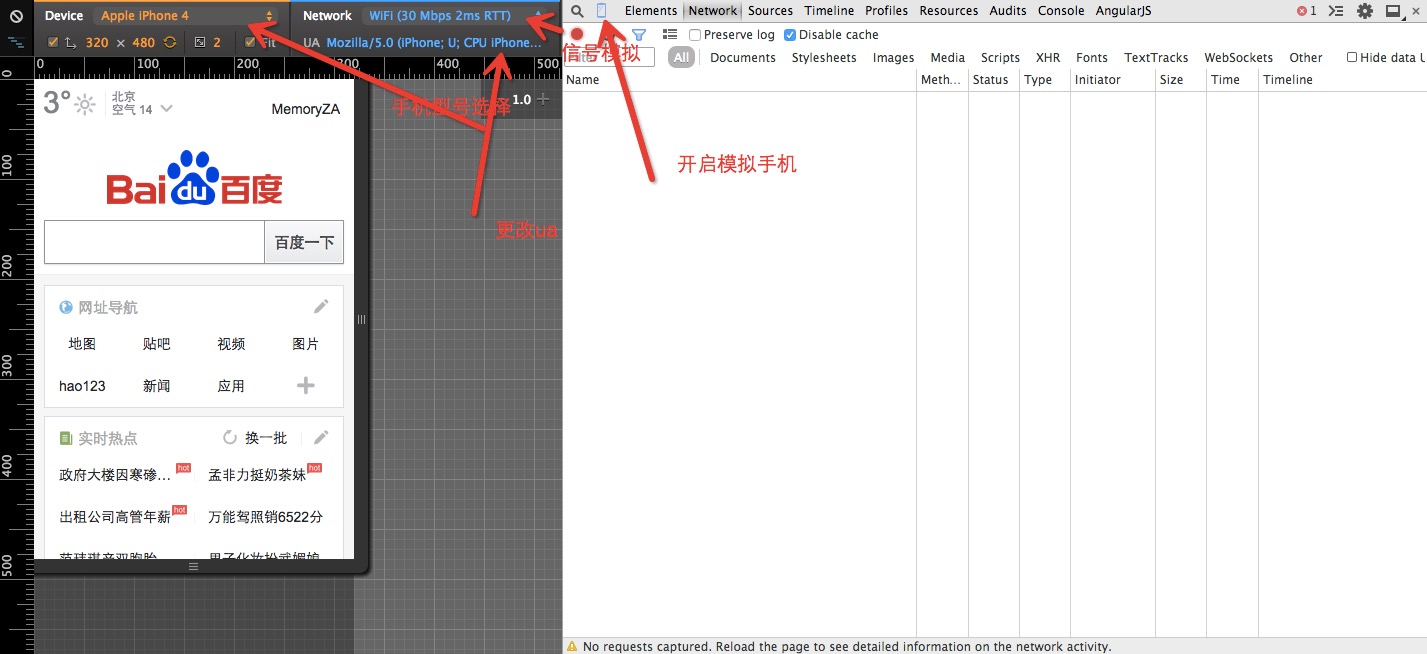 Device Apple iPhone 4 Network WiFi (30 Mbps 2ms RTT)
320 × 480 2 Fit UA Mozilla/5.0 (iPhone; U; CPU iPhone...
0 100 200 300 400 500
0
100
200
300
400
500
1.0
3°
北京
空气 14
MemoryZA
Baidu百度
百度一下
网址导航
地图 贴吧 视频 图片
hao123 新闻 应用
实时热点 换一批
政府大楼因寒碜... hot 孟非力挺奶茶妹 hot
出租公司高管年薪 hot 万能驾照销6522分
信号模拟
手机型号选择
开启模拟手机
更改ua
Elements Network Sources Timeline Profiles Resources Audits Console AngularJS 1
Preserve log Disable cache
All Documents Stylesheets Images Media Scripts XHR Fonts TextTracks WebSockets Other Hide data U
Name Meth... Status Type Initiator Size Time Timeline
No requests captured. Reload the page to see detailed information on the network activity.